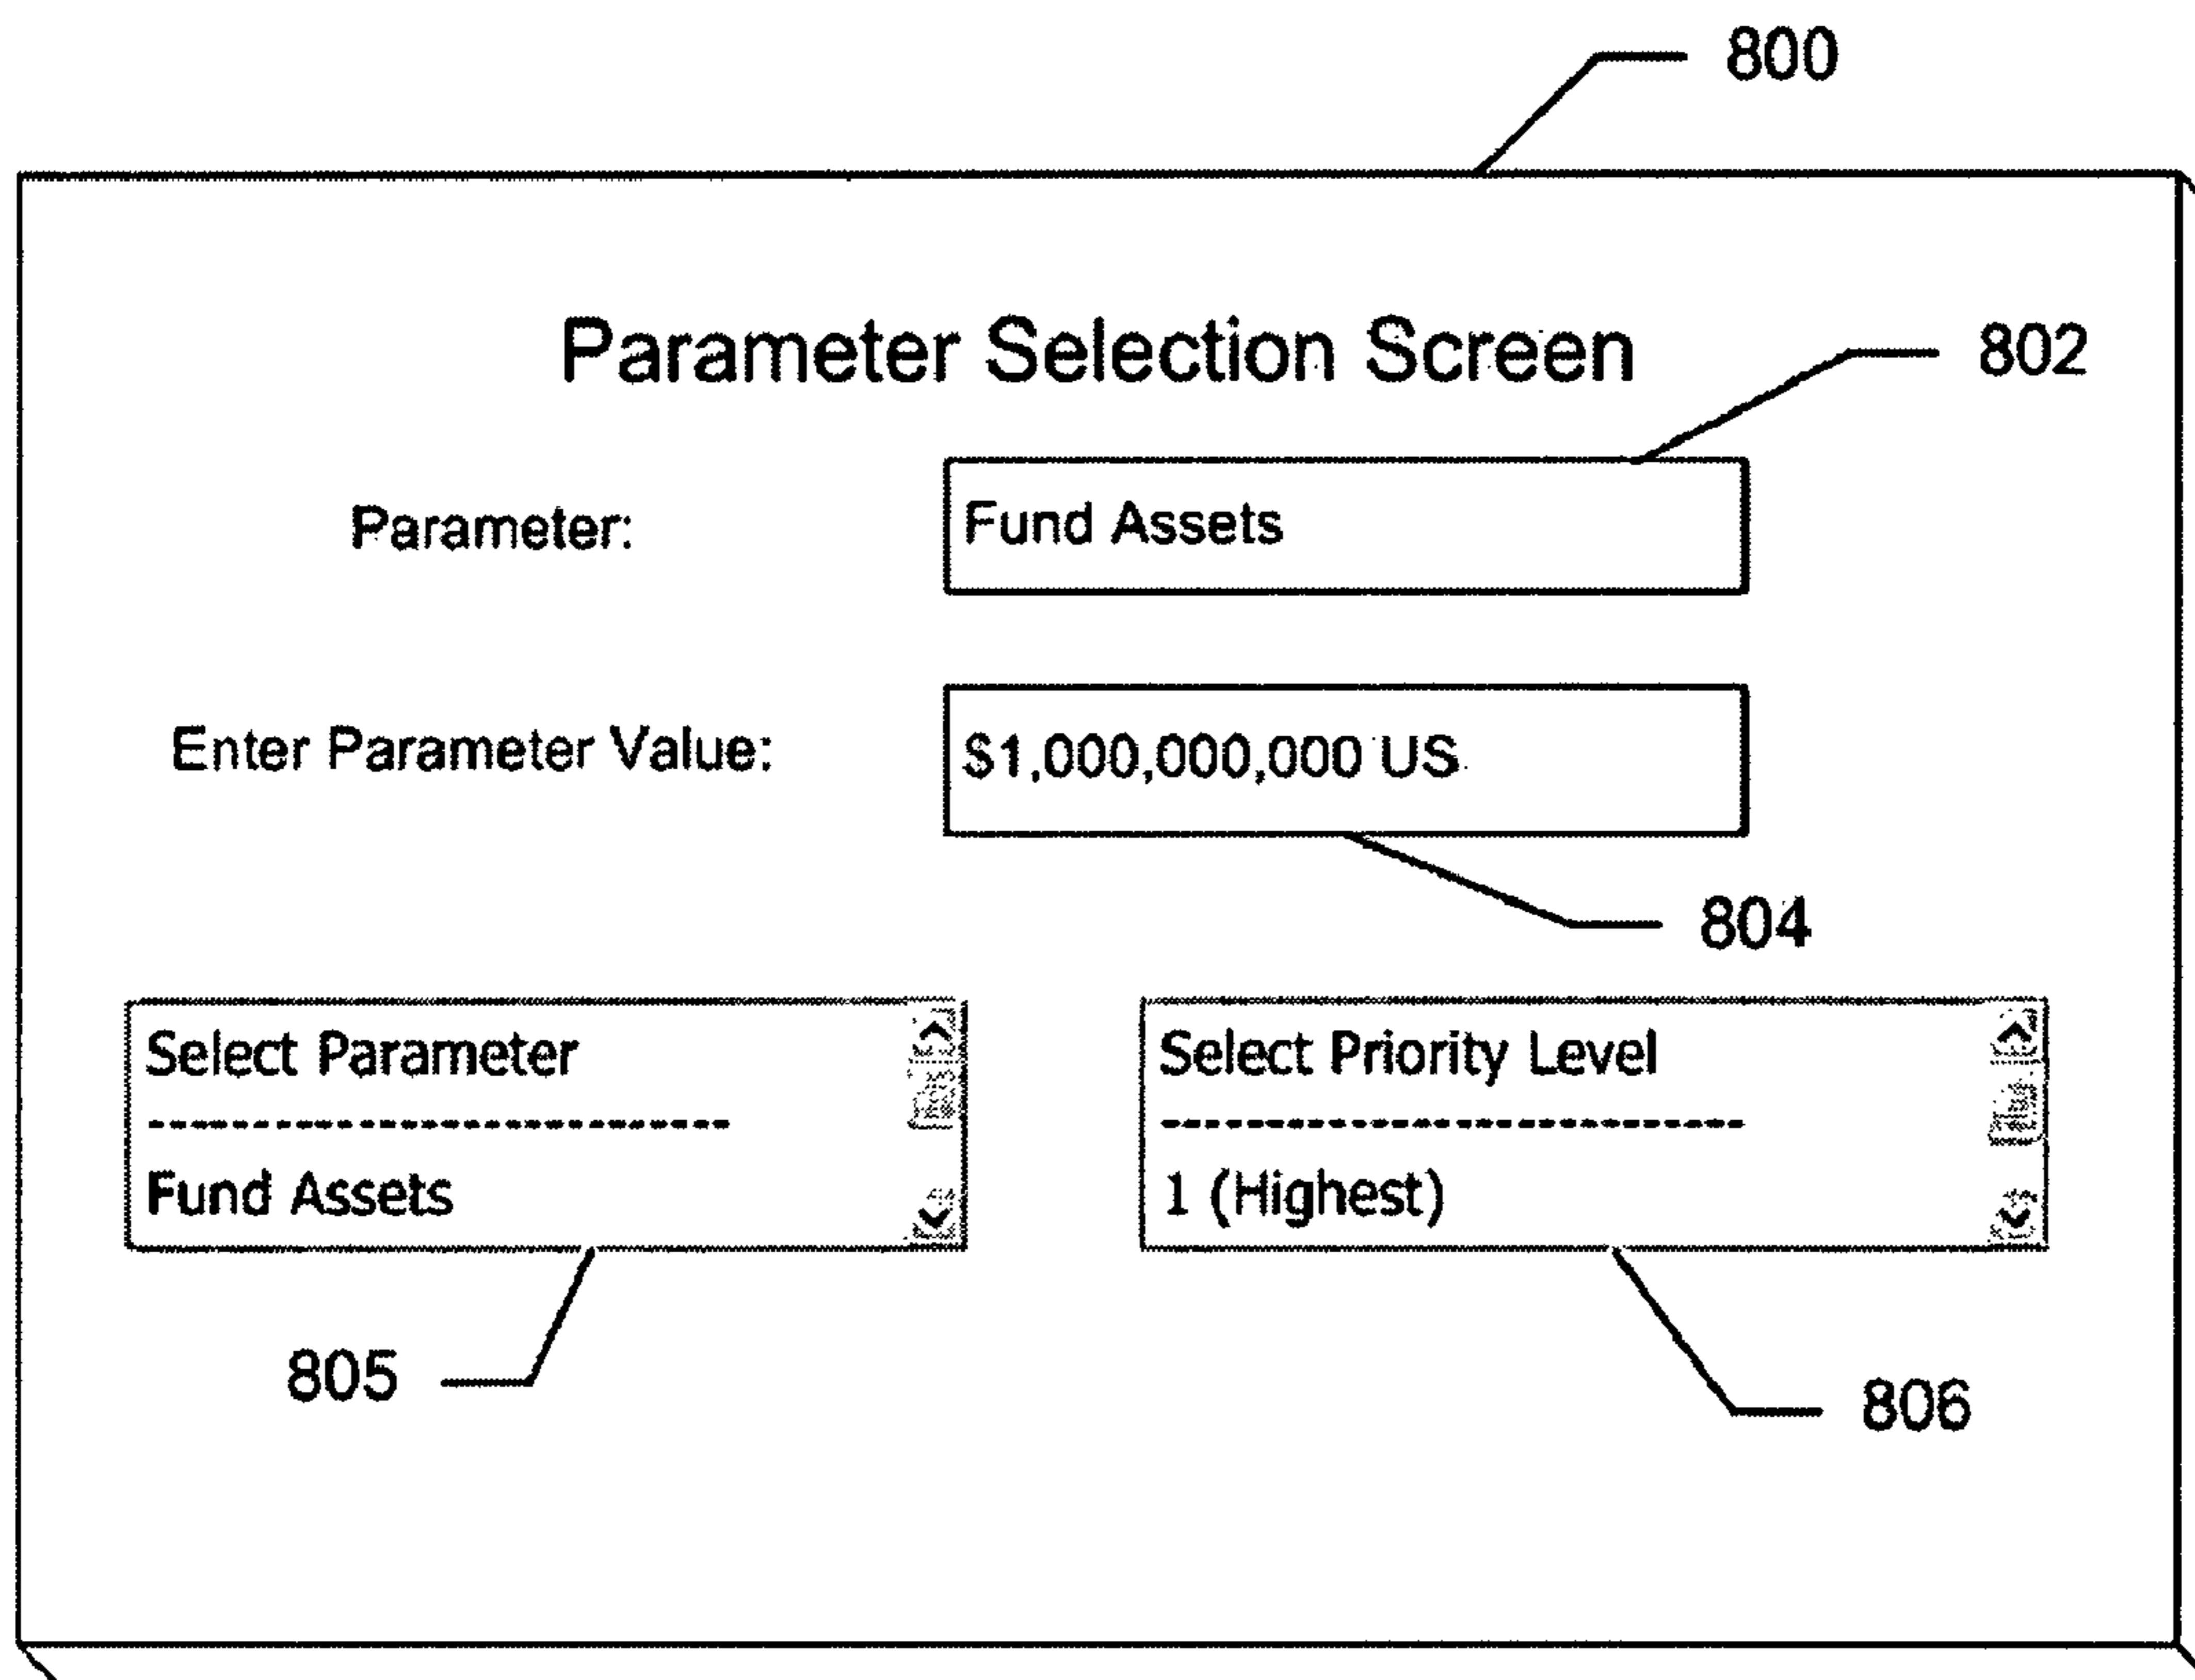 800
Parameter Selection Screen
802
Parameter:
Fund Assets
Enter Parameter Value:
$1,000,000,000 US
804
Select Parameter
----------------------------
Fund Assets
Select Priority Level
----------------------------
1 (Highest)
805
806